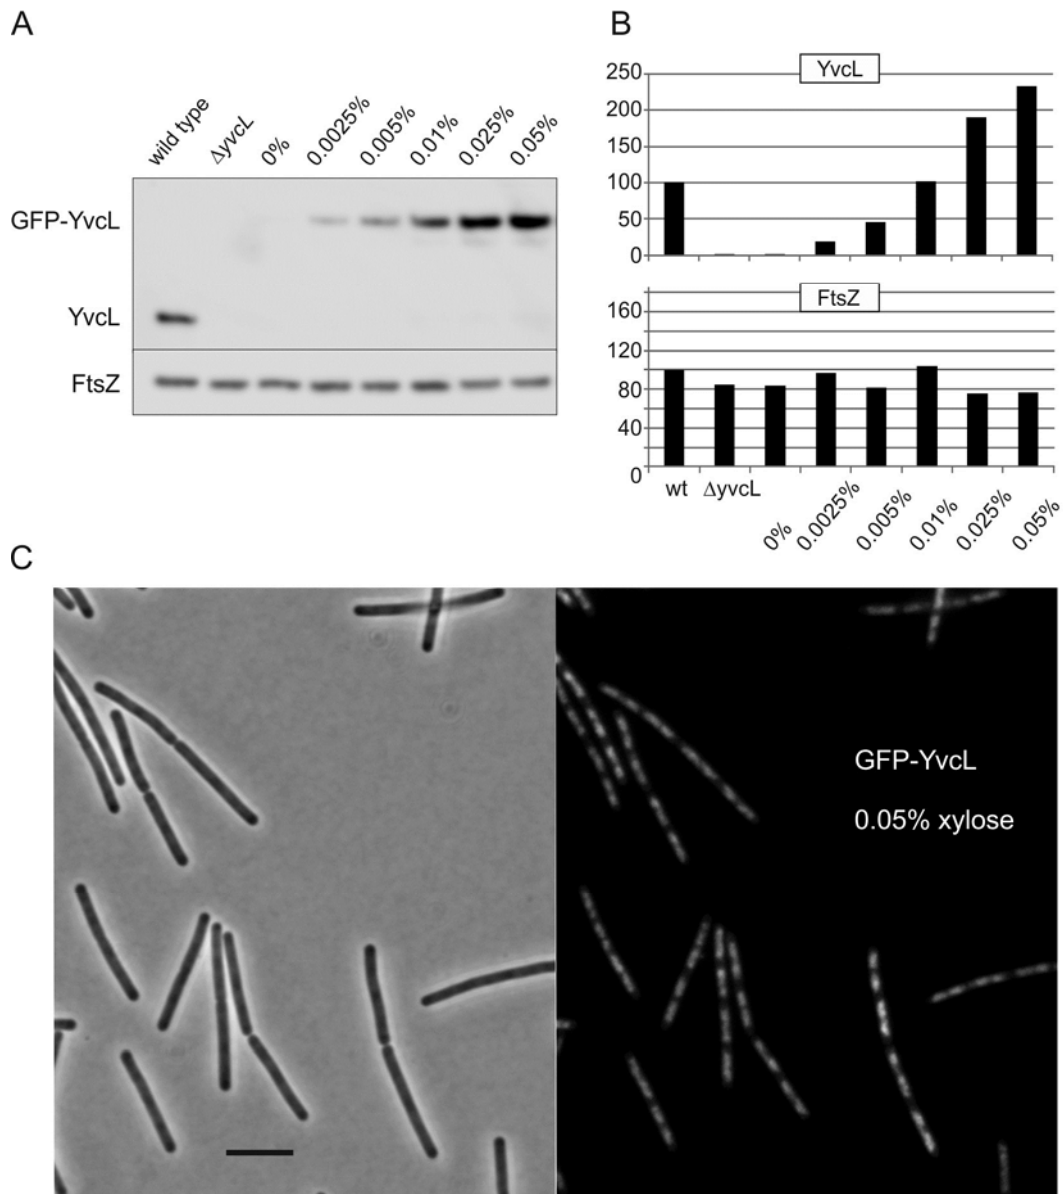 A
wild type
ΔyvcL
0%
0.0025%
0.005%
0.01%
0.025%
0.05%
GFP-YvcL
YvcL
FtsZ
B
YvcL
250
200
150
100
50
0
FtsZ
160
120
80
40
0
wt
ΔyvcL
0%
0.0025%
0.005%
0.01%
0.025%
0.05%
C
GFP-YvcL
0.05% xylose